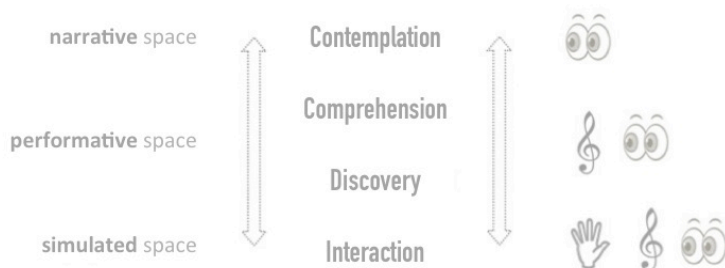 narrative space
Contemplation
Comprehension
performative space
Discovery
simulated space
Interaction